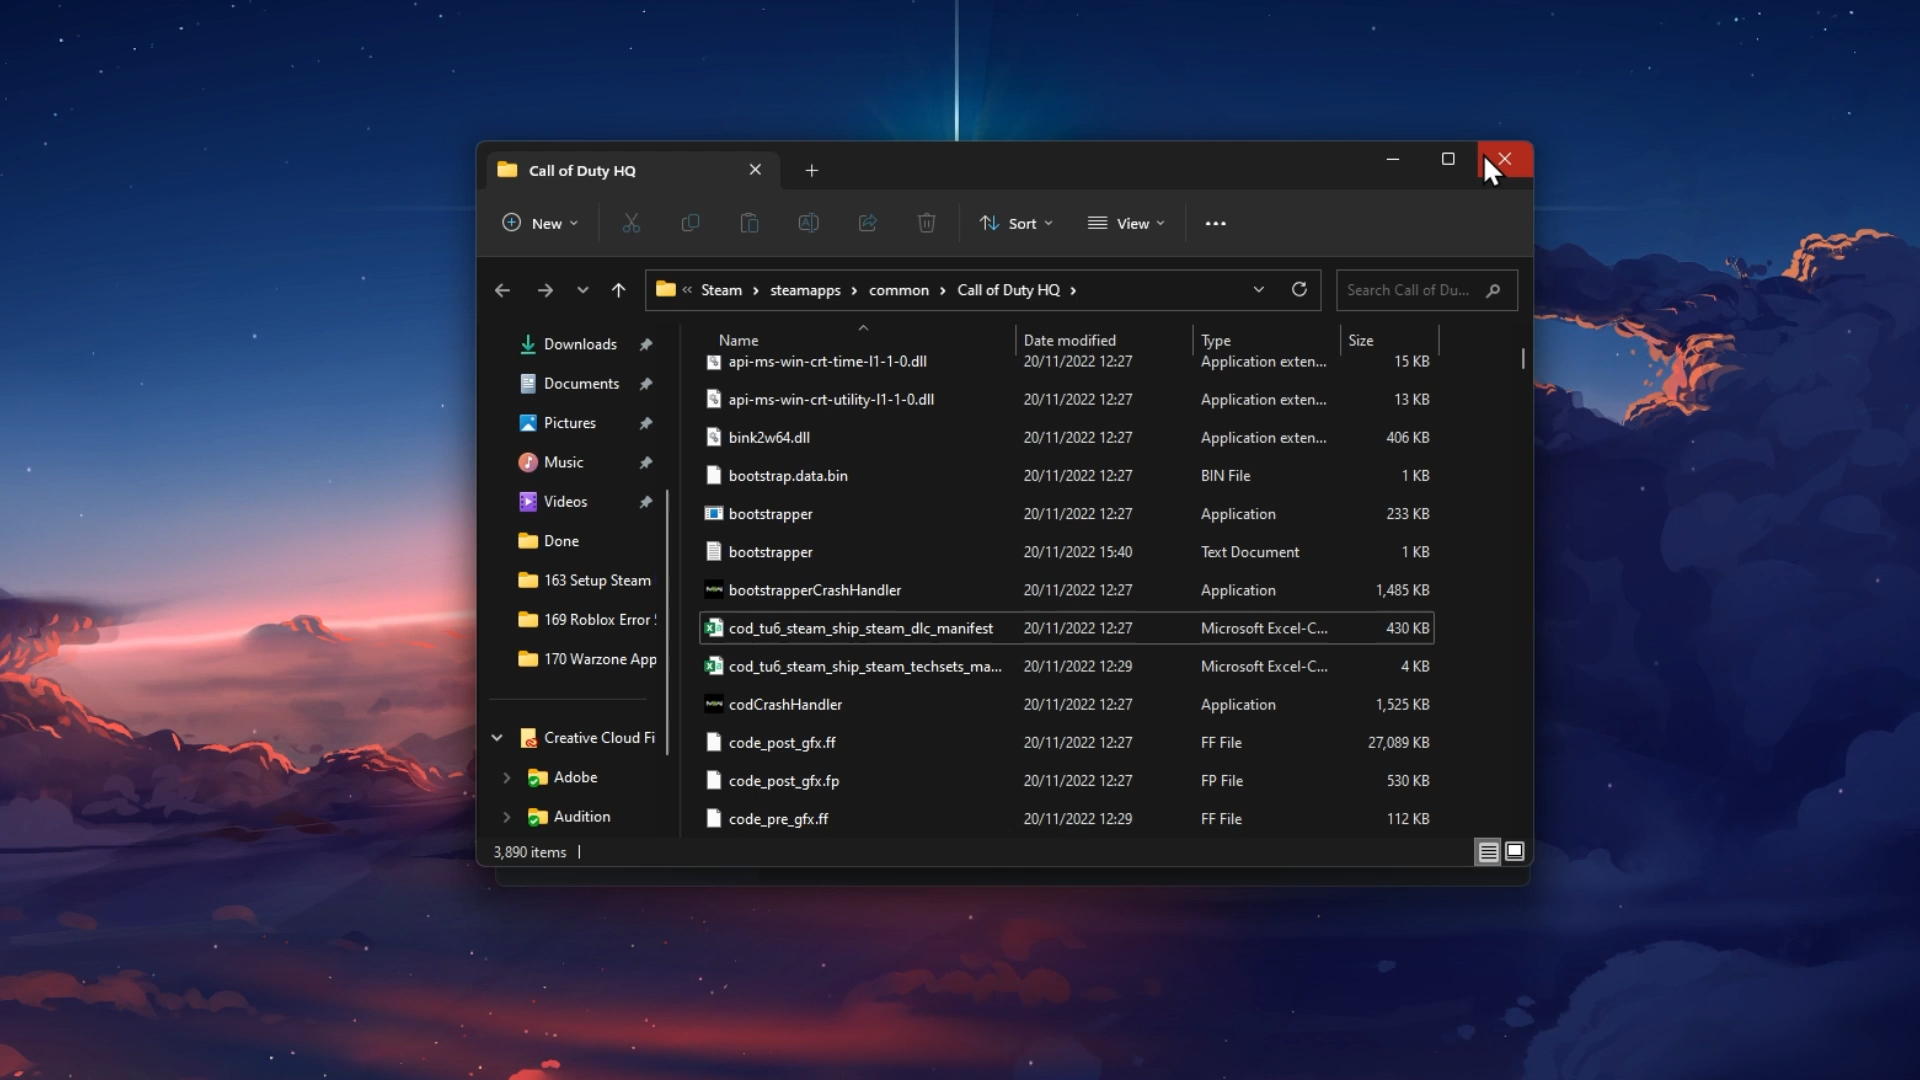 Call of Duty HQ
New
Sort
View
« Steam > steamapps > common > Call of Duty HQ >
Search Call of Du...
Downloads
Documents
Pictures
Music
Videos
Done
163 Setup Steam
169 Roblox Error
170 Warzone App
Creative Cloud Fi
Adobe
Audition
Name Date modified Type Size
api-ms-win-crt-time-l1-1-0.dll 20/11/2022 12:27 Application exten... 15 KB
api-ms-win-crt-utility-l1-1-0.dll 20/11/2022 12:27 Application exten... 13 KB
bink2w64.dll 20/11/2022 12:27 Application exten... 406 KB
bootstrap.data.bin 20/11/2022 12:27 BIN File 1 KB
bootstrapper 20/11/2022 12:27 Application 233 KB
bootstrapper 20/11/2022 15:40 Text Document 1 KB
bootstrapperCrashHandler 20/11/2022 12:27 Application 1,485 KB
cod_tu6_steam_ship_steam_dlc_manifest 20/11/2022 12:27 Microsoft Excel-C... 430 KB
cod_tu6_steam_ship_steam_techsets_ma... 20/11/2022 12:29 Microsoft Excel-C... 4 KB
codCrashHandler 20/11/2022 12:27 Application 1,525 KB
code_post_gfx.ff 20/11/2022 12:27 FF File 27,089 KB
code_post_gfx.fp 20/11/2022 12:27 FP File 530 KB
code_pre_gfx.ff 20/11/2022 12:29 FF File 112 KB
3,890 items